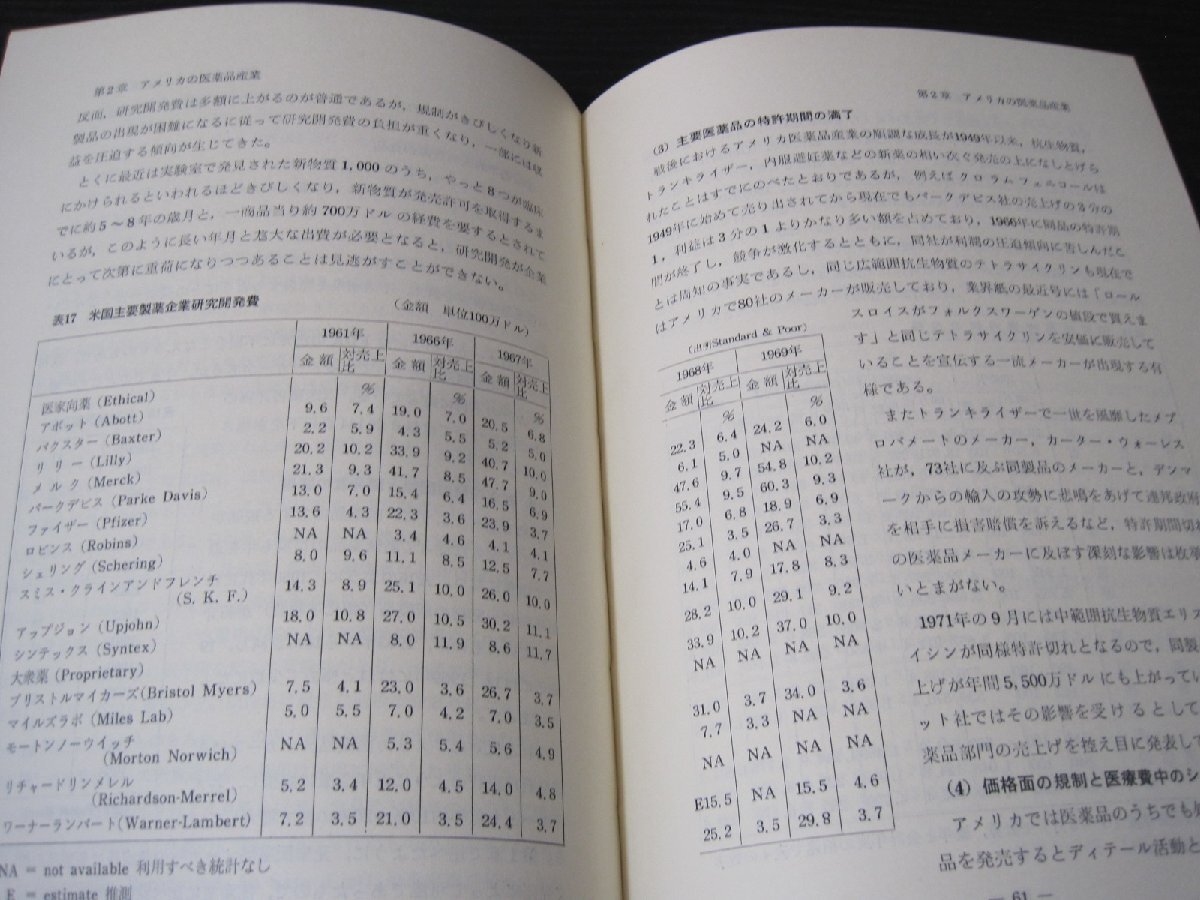 第2章 アメリカの医薬品産業
反面，研究開発費は多額に上がるのが普通であるが，規制がきびしくなり新
製品の出現が困難になるに従って研究開発費の負担が重くなり，一部には収
益を圧迫する傾向が生じてきた。
とくに最近は実験室で発見された新物質1,000のうち，やっと8つが臨床
にかけられるといわれるほどきびしくなり，新物質が発売許可を取得するま
でに約5～8年の歳月と，一商品当り約700万ドルの経費を要するとされて
いるが，このように長い年月と尨大な出費が必要となると，研究開発が企業
にとって次第に重荷になりつつあることは見逃がすことができない。
表17 米国主要製薬企業研究開発費 （金額 単位100万ドル）
1961年 1966年 1967年
金額 対売上比 金額 対売上比 金額 対売上比
医家向薬 (Ethical) % % %
アボット (Abott) 9.6 7.4 19.0 7.0 20.5 6.8
バクスター (Baxter) 2.2 5.9 4.3 5.5 5.2 5.0
リリー (Lilly) 20.2 10.2 33.9 9.2 40.7 10.0
メルク (Merck) 21.3 9.3 41.7 8.5 47.7 9.0
パークデビス (Parke Davis) 13.0 7.0 15.4 6.4 16.5 6.9
ファイザー (Pfizer) 13.6 4.3 22.3 3.6 23.9 3.7
ロビンス (Robins) NA NA 3.4 4.6 4.1 4.1
シェリング (Schering) 8.0 9.6 11.1 8.5 12.5 7.7
スミス・クラインアンドフレンチ
(S. K. F.) 14.3 8.9 25.1 10.0 26.0 10.0
アップジョン (Upjohn) 18.0 10.8 27.0 10.5 30.2 11.1
シンテックス (Syntex) NA NA 8.0 11.9 8.6 11.7
大衆薬 (Proprietary)
ブリストルマイカーズ(Bristol Myers) 7.5 4.1 23.0 3.6 26.7 3.7
マイルズラボ (Miles Lab) 5.0 5.5 7.0 4.2 7.0 3.5
モートンノーウイッチ
(Morton Norwich) NA NA 5.3 5.4 5.6 4.9
リチャードリンメレル
(Richardson-Merrel) 5.2 3.4 12.0 4.5 14.0 4.8
ワーナーランバート(Warner-Lambert) 7.2 3.5 21.0 3.5 24.4 3.7
NA = not available 利用すべき統計なし
E = estimate 推測
第2章 アメリカの医薬品産業
(3) 主要医薬品の特許期間の満了
戦後におけるアメリカ医薬品産業の順調な成長が1949年以来，抗生物質，
トランキライザー，内服避妊薬などの新薬の相い次ぐ発売の上になしとげら
れたことはすでにのべたとおりであるが，例えばクロラムフェニコールは
1949年に始めて売り出されてから現在でもパークデビス社の売上げの3分の
1，利益は3分の1よりかなり多い額を占めており，1966年に同品の特許期
間が終了し，競争が激化するとともに，同社が利潤の圧迫傾向に苦しんだこ
とは周知の事実であるし，同じ広範囲抗生物質のテトラサイクリンも現在で
はアメリカで80社のメーカーが販売しており，業界紙の最近号には「ロール
スロイスがフォルクスワーゲンの値段で買えま
す」と同じテトラサイクリンを安価に販売して
いることを宣伝する一流メーカーが出現する有
様である。
またトランキライザーで一世を風靡したメプ
ロバメートのメーカー，カーター・ウォーレス
社が，73社に及ぶ同製品のメーカーと，デンマ
ークからの輸入の攻勢に悲鳴をあげて連邦政府
を相手に損害賠償を訴えるなど，特許期間切れ
の医薬品メーカーに及ぼす深刻な影響は枚挙
いとまがない。
1971年の9月には中範囲抗生物質エリス
イシンが同様特許切れとなるので，同製
上げが年間5,500万ドルにも上がってい
ット社ではその影響を受けるとして
薬品部門の売上げを控え目に発表して
(4) 価格面の規制と医療費中のシ
アメリカでは医薬品のうちでも
品を発売するとディテール活動と
(出所Standard & Poor)
1968年 1969年
金額 対売上比 金額 対売上比
% %
22.3 6.4 24.2 6.0
6.1 5.0 NA NA
47.6 9.7 54.8 10.2
55.4 9.5 60.3 9.3
17.0 6.8 18.9 6.9
25.1 3.5 26.7 3.3
4.6 4.0 NA NA
14.1 7.9 17.8 8.3
28.2 10.0 29.1 9.2
33.9 10.2 37.0 10.0
NA NA NA NA
31.0 3.7 34.0 3.6
7.7 3.3 NA NA
NA NA NA NA
E15.5 NA 15.5 4.6
25.2 3.5 29.8 3.7
— 61 —